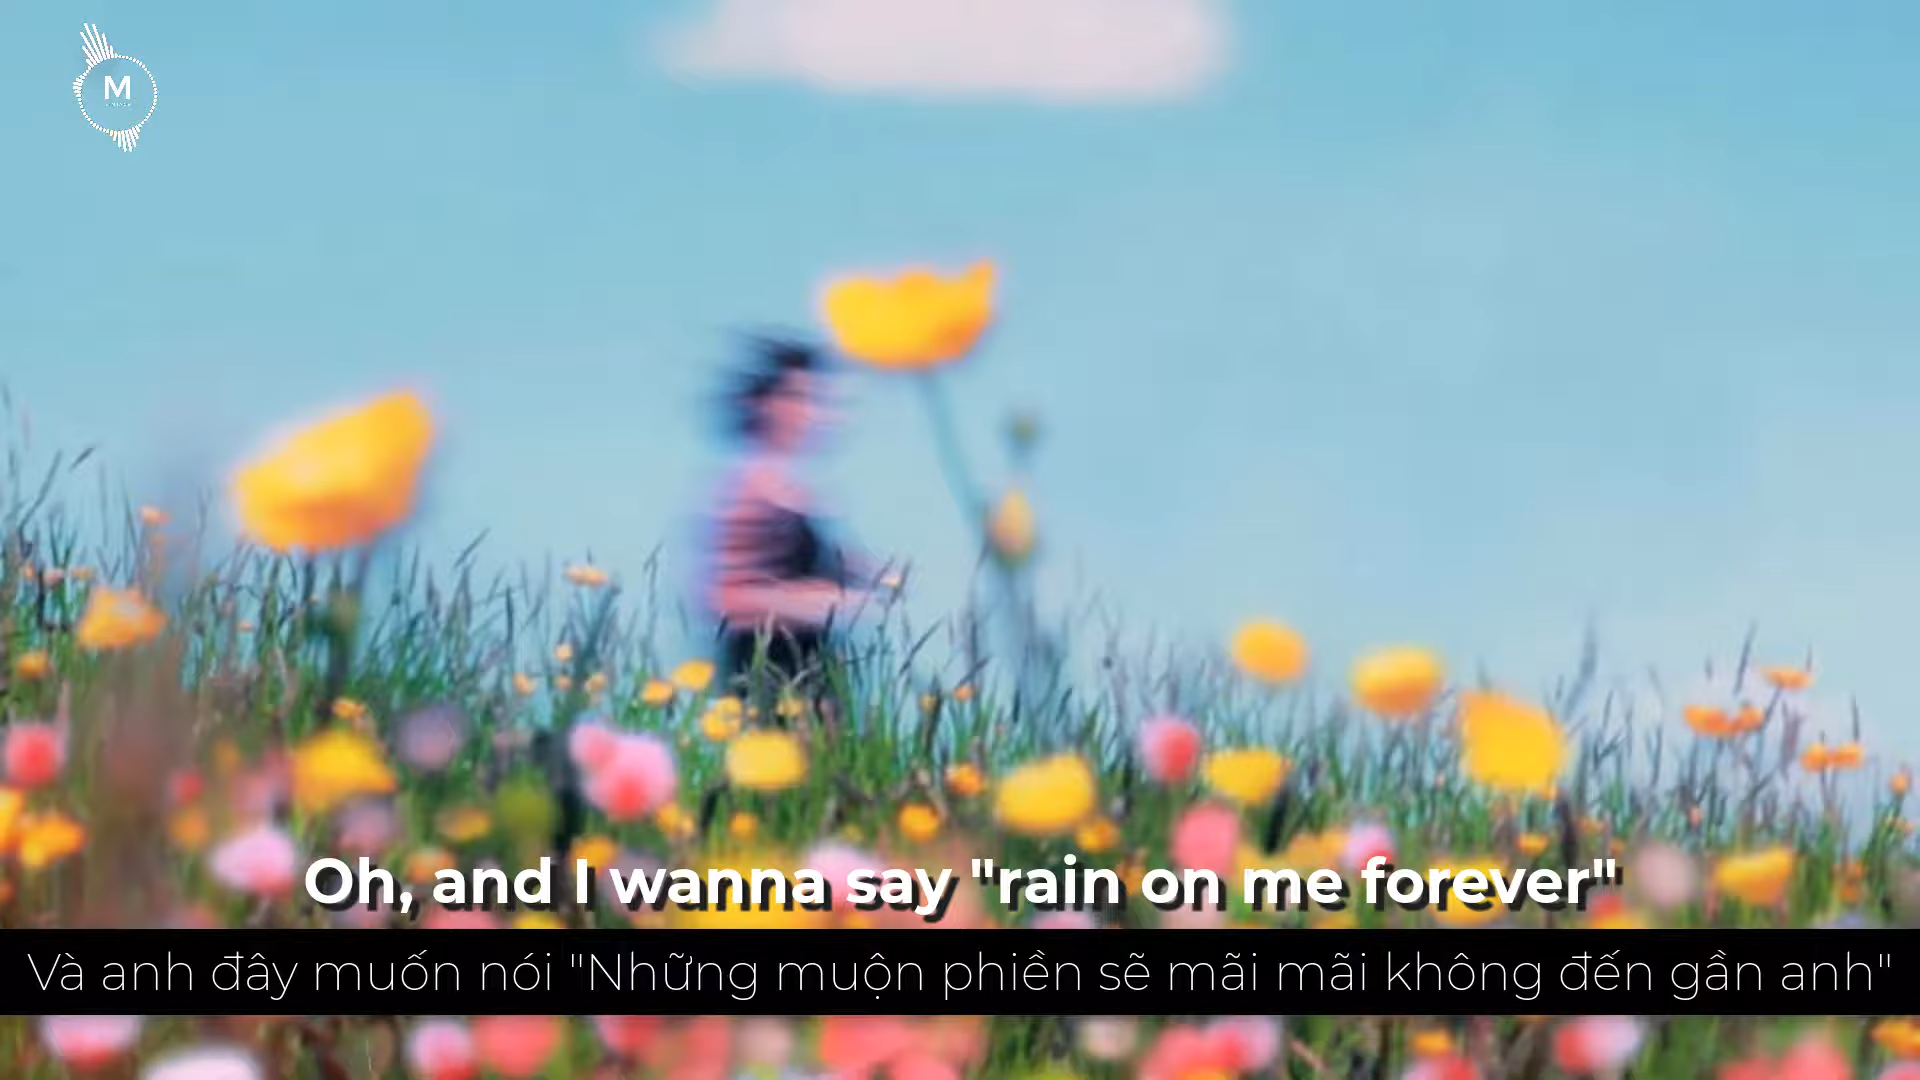 M
Oh, and I wanna say "rain on me forever"
Và anh đây muốn nói "Những muộn phiền sẽ mãi mãi không đến gần anh"